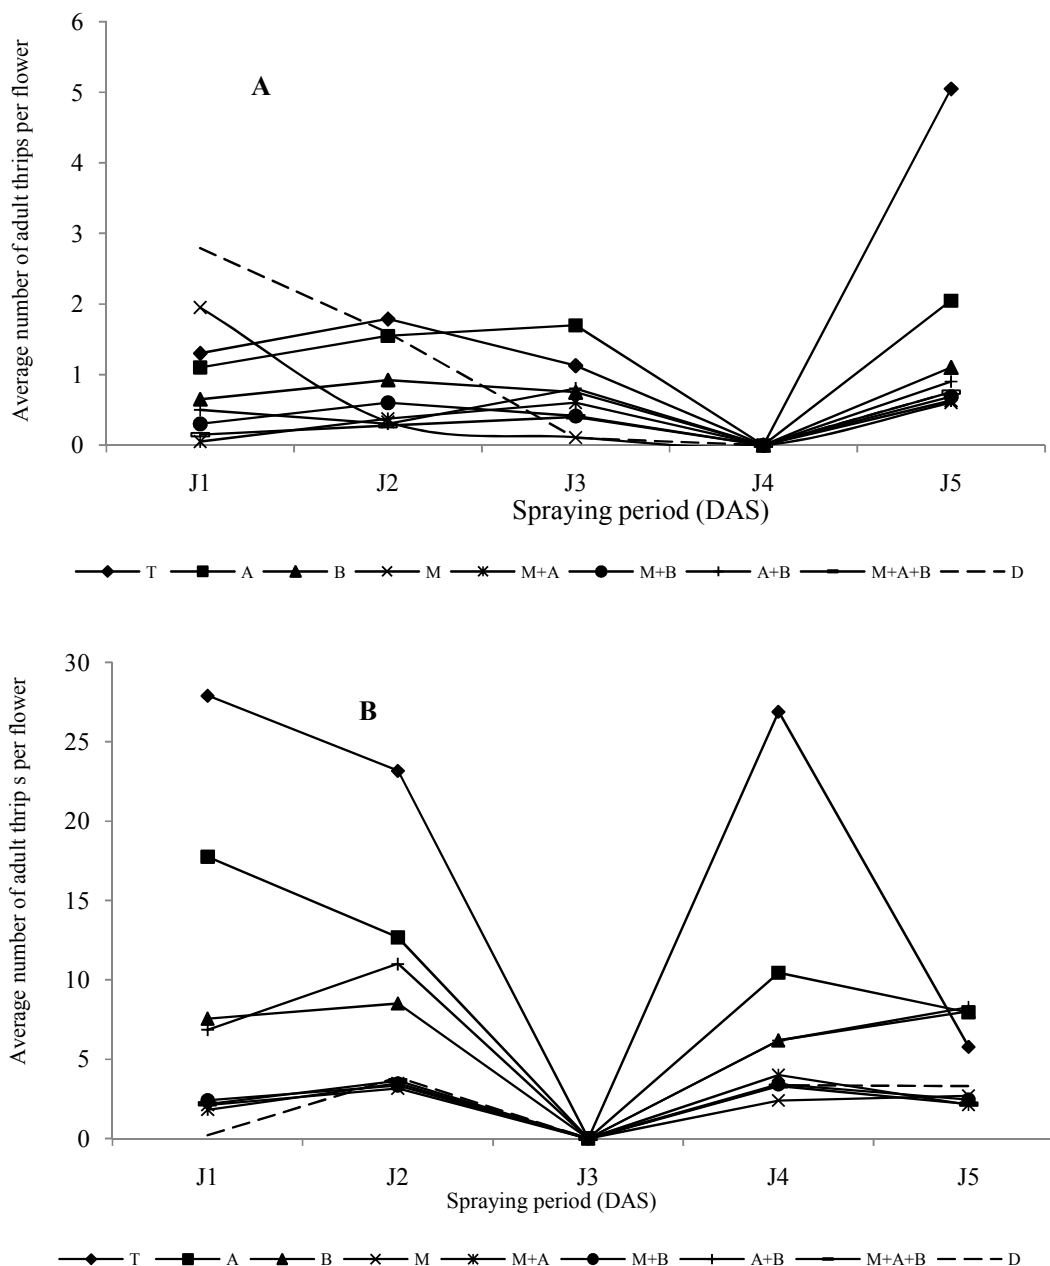 Average number of adult thrips per flower
6
5
4
3
2
1
0
A
J1 J2 J3 J4 J5
Spraying period (DAS)
T A B M M+A M+B A+B M+A+B D
Average number of adult thrip s per flower
30
25
20
15
10
5
0
B
J1 J2 J3 J4 J5
Spraying period (DAS)
T A B M M+A M+B A+B M+A+B D